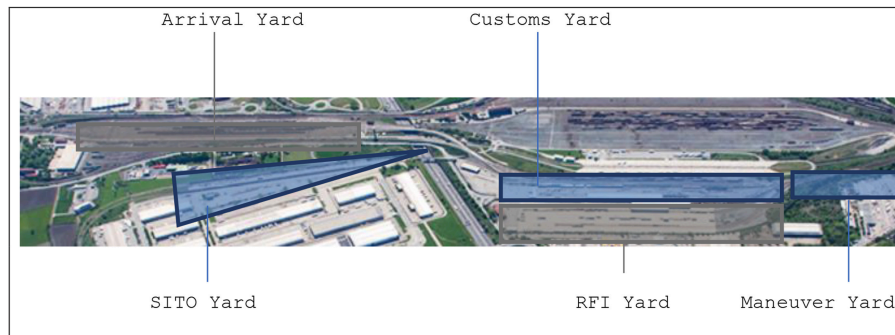 Arrival Yard
Customs Yard
SITO Yard
RFI Yard
Maneuver Yard